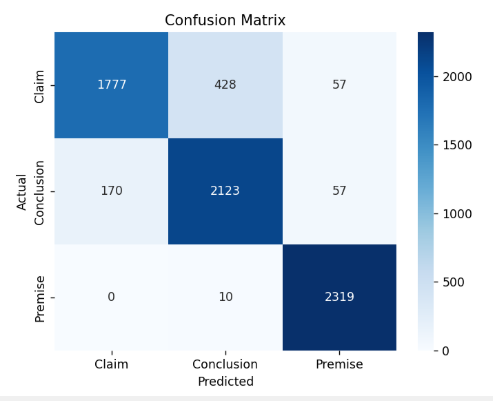 Confusion Matrix
Claim
1777 428 57
Actual
Conclusion
170 2123 57
Premise
0 10 2319
Claim Conclusion Premise
Predicted
2000
1500
1000
500
0